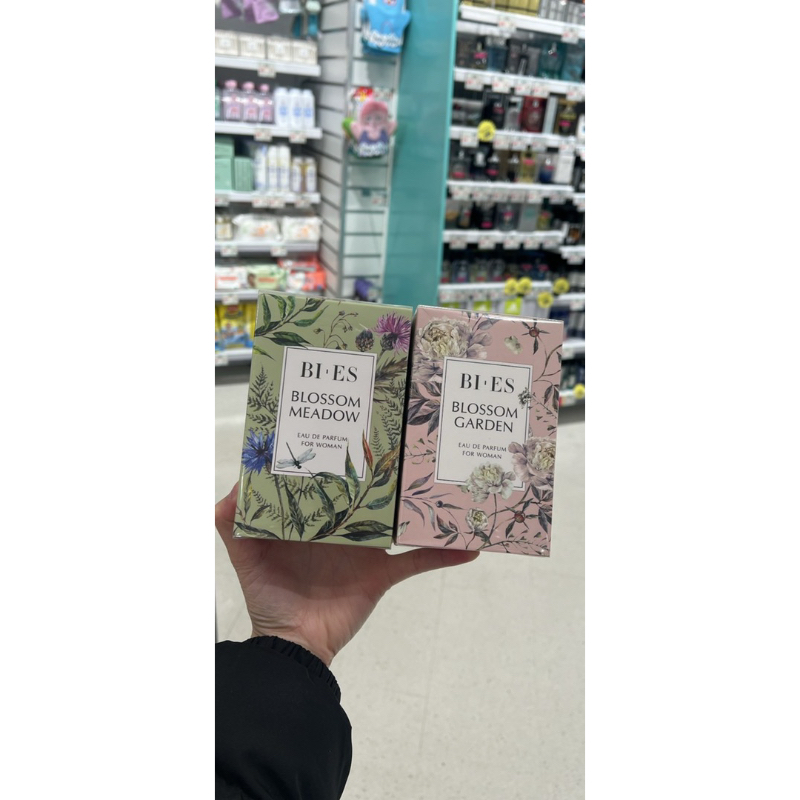 BI·ES
BLOSSOM
MEADOW
EAU DE PARFUM
FOR WOMAN
BI·ES
BLOSSOM
GARDEN
EAU DE PARFUM
FOR WOMAN